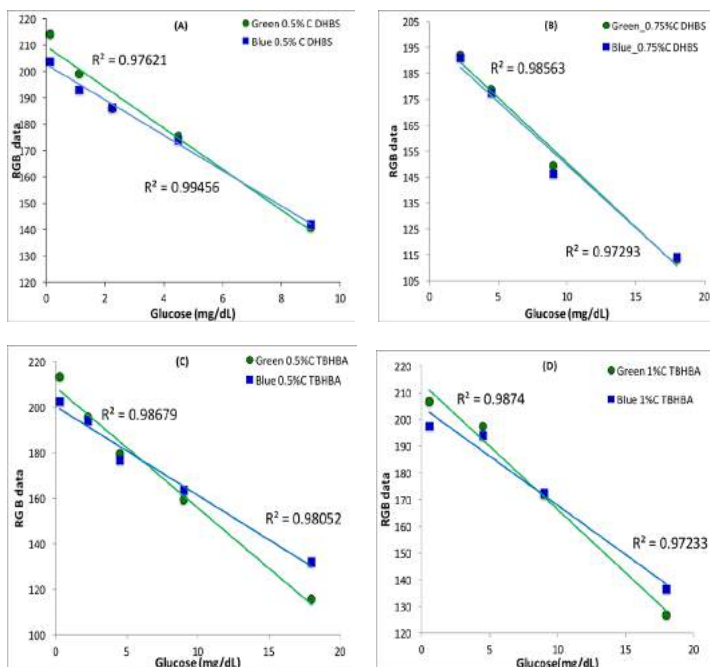 (A)
Green 0.5%C DHBS
Blue 0.5%C DHBS
R² = 0.97621
R² = 0.99456
RGB data
220
210
200
190
180
170
160
150
140
130
120
0
2
4
6
8
10
Glucose (mg/dL)
(B)
Green_0.75%C DHBS
Blue_0.75%C DHBS
R² = 0.98563
R² = 0.97293
RGB data
195
185
175
165
155
145
135
125
115
105
0
5
10
15
20
Glucose(mg/dL)
(C)
Green 0.5%C TBHBA
Blue 0.5%C TBHBA
R² = 0.98679
R² = 0.98052
RGB data
220
200
180
160
140
120
100
0
5
10
15
20
Glucose(mg/dL)
(D)
Green 1%C TBHBA
Blue 1%C TBHBA
R² = 0.9874
R² = 0.97233
RGB data
220
210
200
190
180
170
160
150
140
130
120
0
5
10
15
20
Glucose(mg/dL)